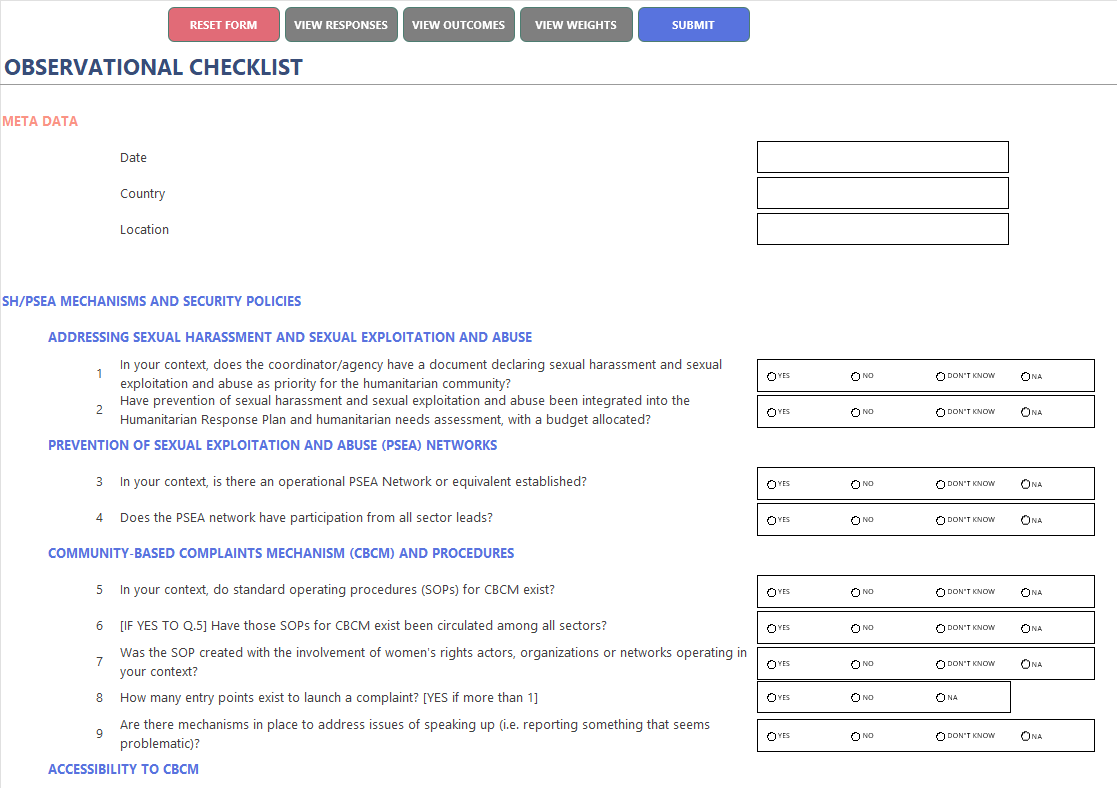 RESET FORM VIEW RESPONSES VIEW OUTCOMES VIEW WEIGHTS SUBMIT
OBSERVATIONAL CHECKLIST
META DATA
Date
Country
Location
SH/PSEA MECHANISMS AND SECURITY POLICIES
ADDRESSING SEXUAL HARASSMENT AND SEXUAL EXPLOITATION AND ABUSE
1 In your context, does the coordinator/agency have a document declaring sexual harassment and sexual
exploitation and abuse as priority for the humanitarian community?
YES NO DON'T KNOW NA
2 Have prevention of sexual harassment and sexual exploitation and abuse been integrated into the
Humanitarian Response Plan and humanitarian needs assessment, with a budget allocated?
YES NO DON'T KNOW NA
PREVENTION OF SEXUAL EXPLOITATION AND ABUSE (PSEA) NETWORKS
3 In your context, is there an operational PSEA Network or equivalent established?
YES NO DON'T KNOW NA
4 Does the PSEA network have participation from all sector leads?
YES NO DON'T KNOW NA
COMMUNITY-BASED COMPLAINTS MECHANISM (CBCM) AND PROCEDURES
5 In your context, do standard operating procedures (SOPs) for CBCM exist?
YES NO DON'T KNOW NA
6 [IF YES TO Q.5] Have those SOPs for CBCM exist been circulated among all sectors?
YES NO DON'T KNOW NA
7 Was the SOP created with the involvement of women's rights actors, organizations or networks operating in
your context?
YES NO DON'T KNOW NA
8 How many entry points exist to launch a complaint? [YES if more than 1]
YES NO NA
9 Are there mechanisms in place to address issues of speaking up (i.e. reporting something that seems
problematic)?
YES NO DON'T KNOW NA
ACCESSIBILITY TO CBCM